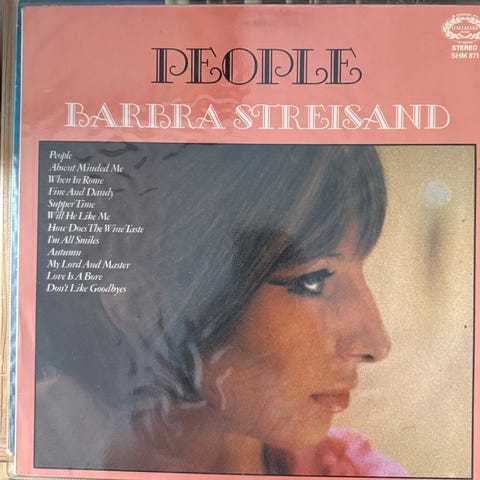 HALLMARK
STEREO
SHM 871
PEOPLE
BARBRA STREISAND
People
Absent Minded Me
When In Rome
Fine And Dandy
Supper Time
Will He Like Me
How Does The Wine Taste
I'm All Smiles
Autumn
My Lord And Master
Love Is A Bore
Don't Like Goodbyes